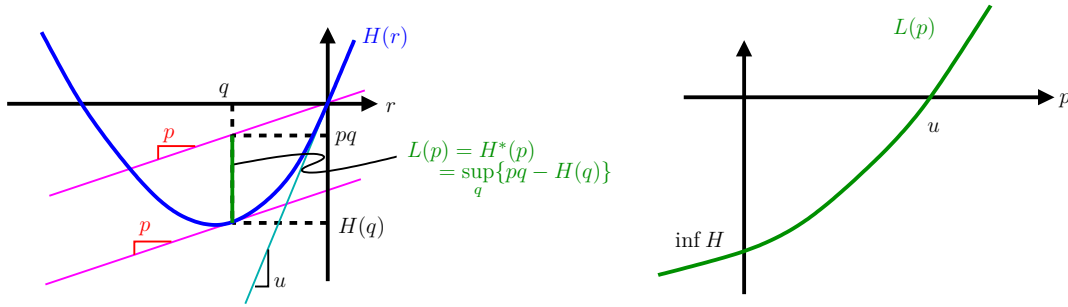 H(r)
q
r
p
pq
L(p) = H*(p)
= sup{pq − H(q)}
q
p
H(q)
u
L(p)
p
u
inf H